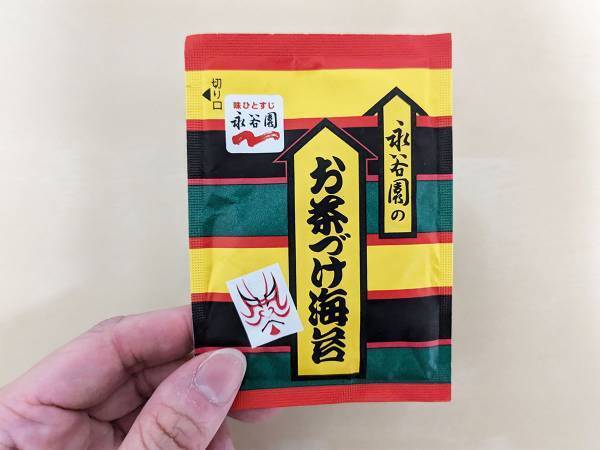 切り口
味ひとすじ
永谷園
永谷園の
お茶づけ海苔